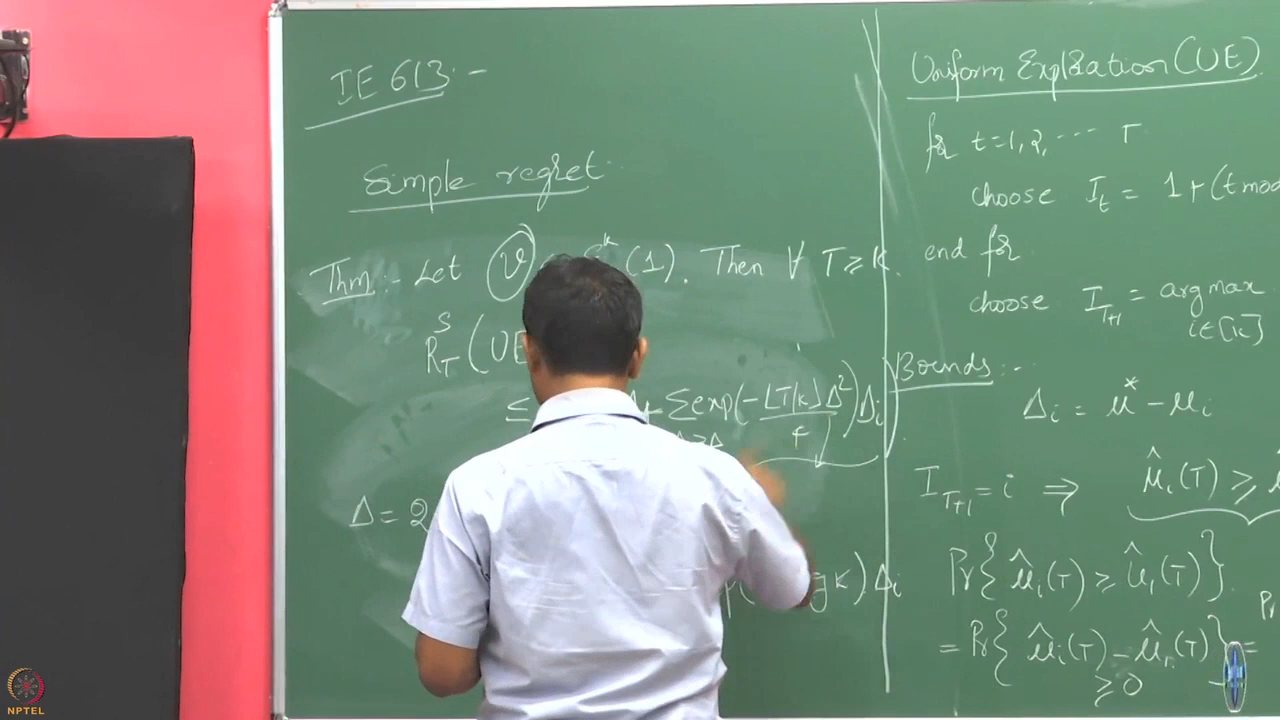 IE 613:-
Simple regret
Thm:- Let ν (1). Then ∀ T ≥ K.
R_T^S (UE
≤ Σ exp(-⌊T/K⌋ Δ²) Δ_i
Δ = 2
K) Δ_i
Uniform Exploration (UE)
for t=1, 2, ---- T
choose I_t = 1 + (t mod
end for
choose I_{T+1} = arg max
i∈[K]
Bounds:-
Δ_i = μ* - μ_i
I_{T+1} = i ⇒ μ̂_i(T) ≥
Pr{ μ̂_i(T) ≥ μ̂_1(T) }
= Pr{ μ̂_i(T) - μ̂_1(T) } =
≥ 0
NPTEL